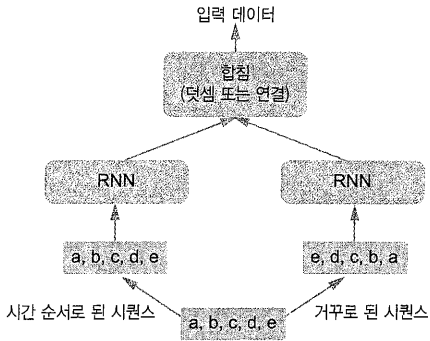 입력 데이터
합침
(덧셈 또는 연결)
RNN
RNN
a, b, c, d, e
e, d, c, b, a
시간 순서로 된 시퀀스
거꾸로 된 시퀀스
a, b, c, d, e